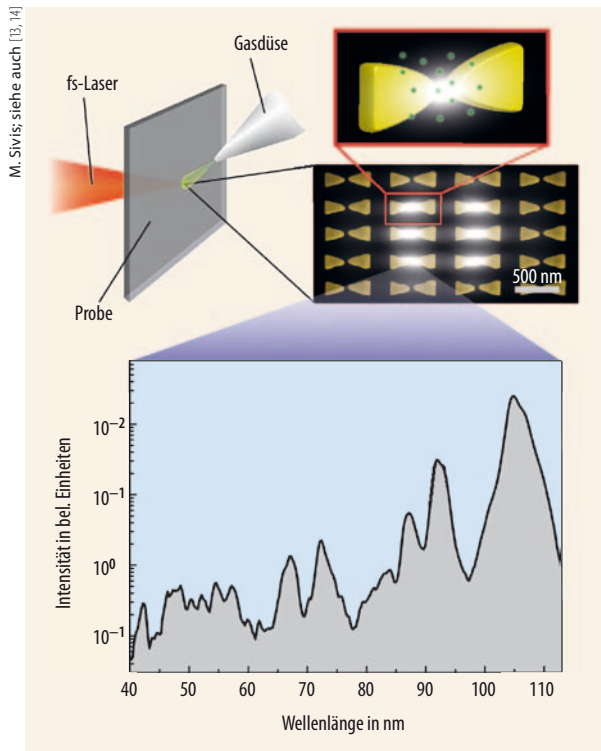 M. Sivis; siehe auch [13, 14]
Gasdüse
fs-Laser
Probe
500 nm
Intensität in bel. Einheiten
10⁻²
10⁻¹
10⁰
10⁻¹
40 50 60 70 80 90 100 110
Wellenlänge in nm